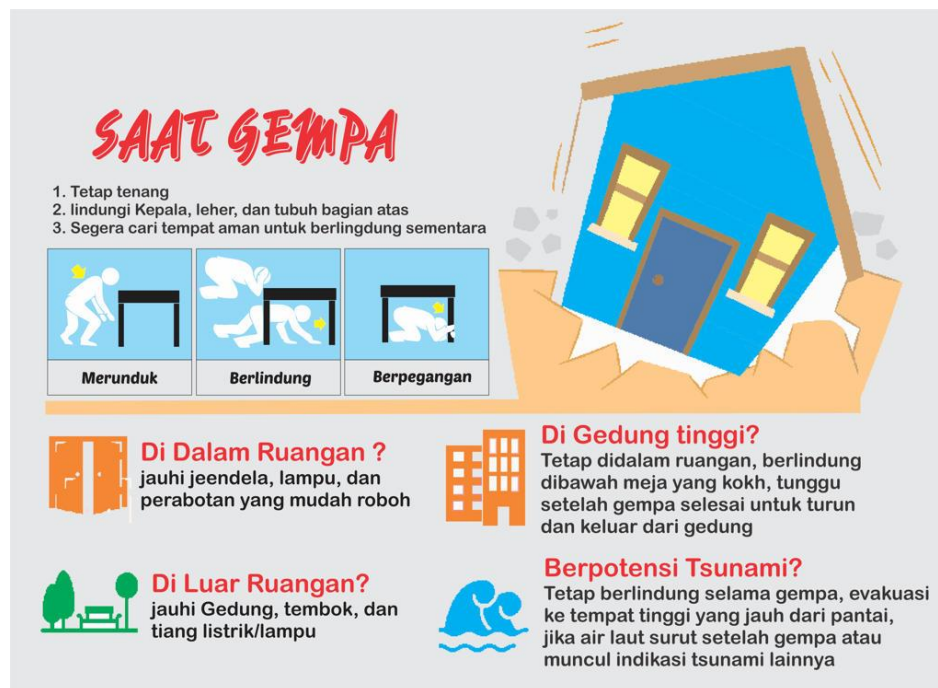 SAAT GEMPA
1. Tetap tenang
2. lindungi Kepala, leher, dan tubuh bagian atas
3. Segera cari tempat aman untuk berlingdung sementara
Merunduk
Berlindung
Berpegangan
Di Dalam Ruangan ?
jauhi jeendela, lampu, dan
perabotan yang mudah roboh
Di Gedung tinggi?
Tetap didalam ruangan, berlindung
dibawah meja yang kokh, tunggu
setelah gempa selesai untuk turun
dan keluar dari gedung
Di Luar Ruangan?
jauhi Gedung, tembok, dan
tiang listrik/lampu
Berpotensi Tsunami?
Tetap berlindung selama gempa, evakuasi
ke tempat tinggi yang jauh dari pantai,
jika air laut surut setelah gempa atau
muncul indikasi tsunami lainnya